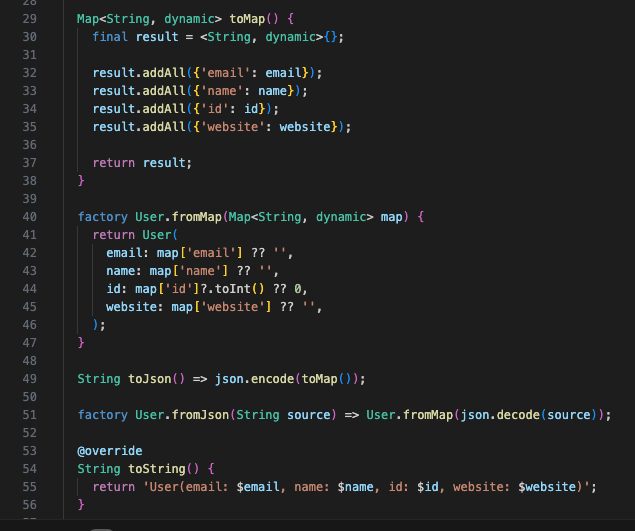 28
29 Map<String, dynamic> toMap() {
30 final result = <String, dynamic>{};
31
32 result.addAll({'email': email});
33 result.addAll({'name': name});
34 result.addAll({'id': id});
35 result.addAll({'website': website});
36
37 return result;
38 }
39
40 factory User.fromMap(Map<String, dynamic> map) {
41 return User(
42 email: map['email'] ?? '',
43 name: map['name'] ?? '',
44 id: map['id']?.toInt() ?? 0,
45 website: map['website'] ?? '',
46 );
47 }
48
49 String toJson() => json.encode(toMap());
50
51 factory User.fromJson(String source) => User.fromMap(json.decode(source));
52
53 @override
54 String toString() {
55 return 'User(email: $email, name: $name, id: $id, website: $website)';
56 }